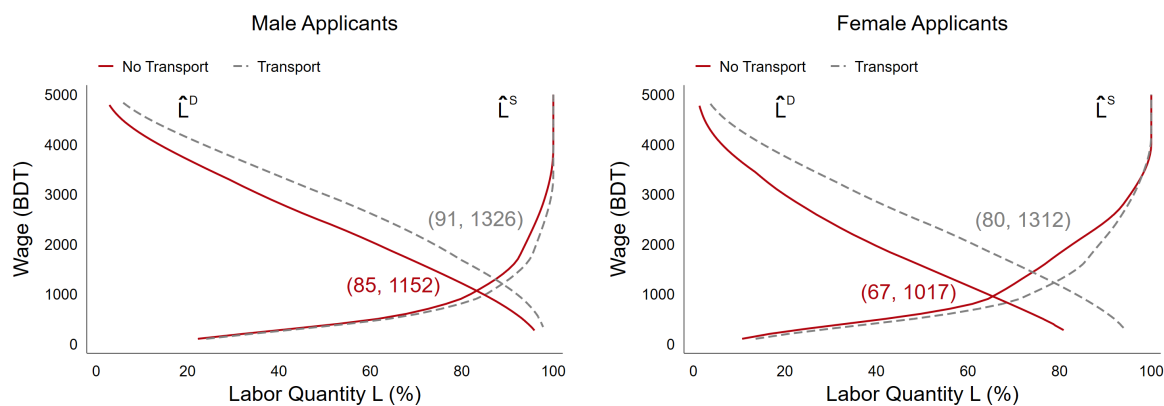 Male Applicants
No Transport
Transport
L̂ᴰ
L̂ˢ
5000
4000
3000
2000
1000
0
Wage (BDT)
(91, 1326)
(85, 1152)
0 20 40 60 80 100
Labor Quantity L (%)
Female Applicants
No Transport
Transport
L̂ᴰ
L̂ˢ
5000
4000
3000
2000
1000
0
Wage (BDT)
(80, 1312)
(67, 1017)
0 20 40 60 80 100
Labor Quantity L (%)